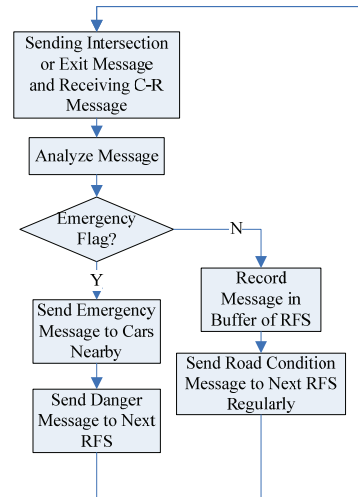 Sending Intersection
or Exit Message
and Receiving C-R
Message
Analyze Message
Emergency
Flag?
N
Y
Record
Message in
Buffer of RFS
Send Emergency
Message to Cars
Nearby
Send Road Condition
Message to Next RFS
Regularly
Send Danger
Message to Next
RFS